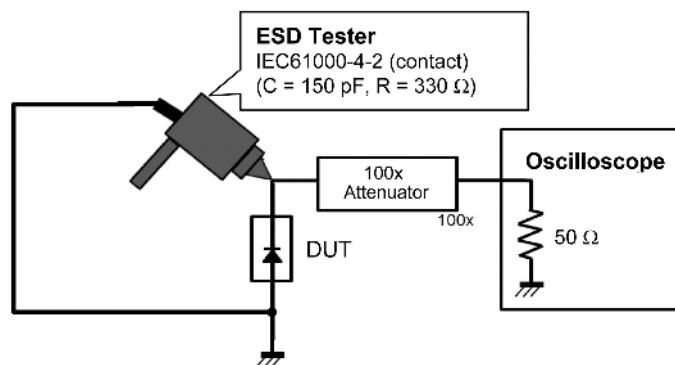 ESD Tester
IEC61000-4-2 (contact)
(C = 150 pF, R = 330 Ω)
Oscilloscope
100x
Attenuator
100x
50 Ω
DUT